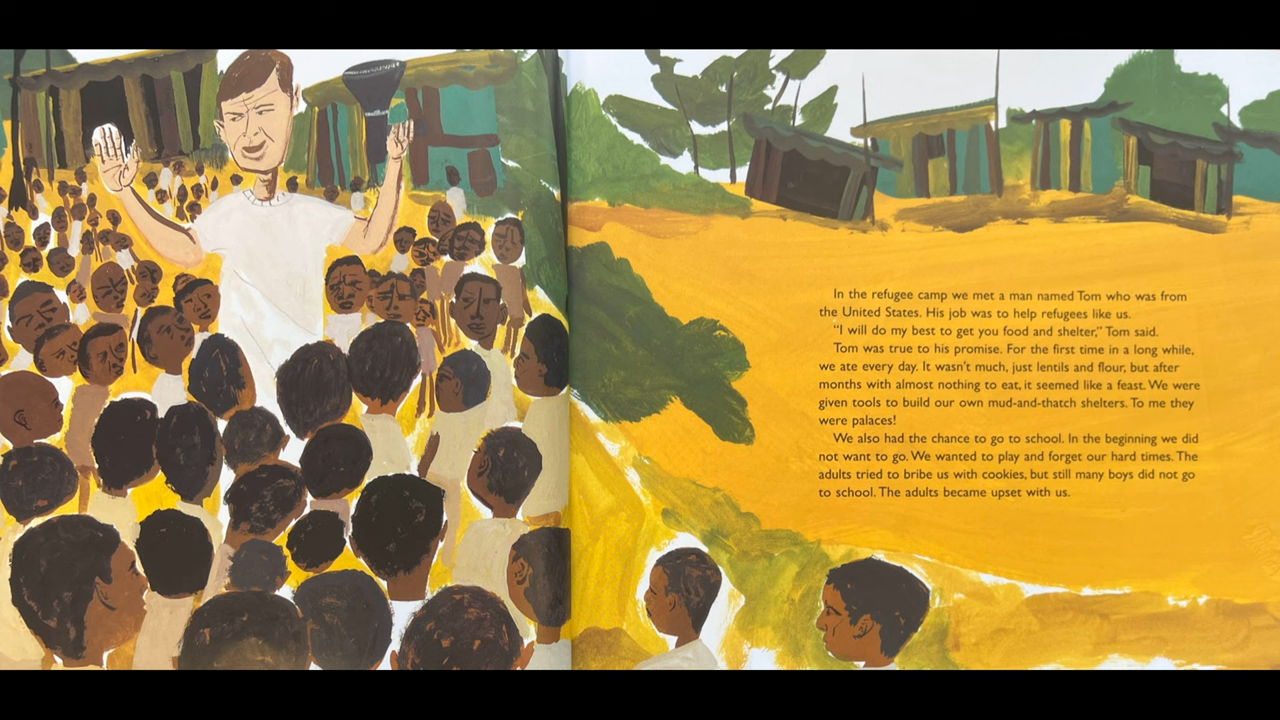 In the refugee camp we met a man named Tom who was from
the United States. His job was to help refugees like us.
“I will do my best to get you food and shelter,” Tom said.
Tom was true to his promise. For the first time in a long while,
we ate every day. It wasn’t much, just lentils and flour, but after
months with almost nothing to eat, it seemed like a feast. We were
given tools to build our own mud-and-thatch shelters. To me they
were palaces!
We also had the chance to go to school. In the beginning we did
not want to go. We wanted to play and forget our hard times. The
adults tried to bribe us with cookies, but still many boys did not go
to school. The adults became upset with us.